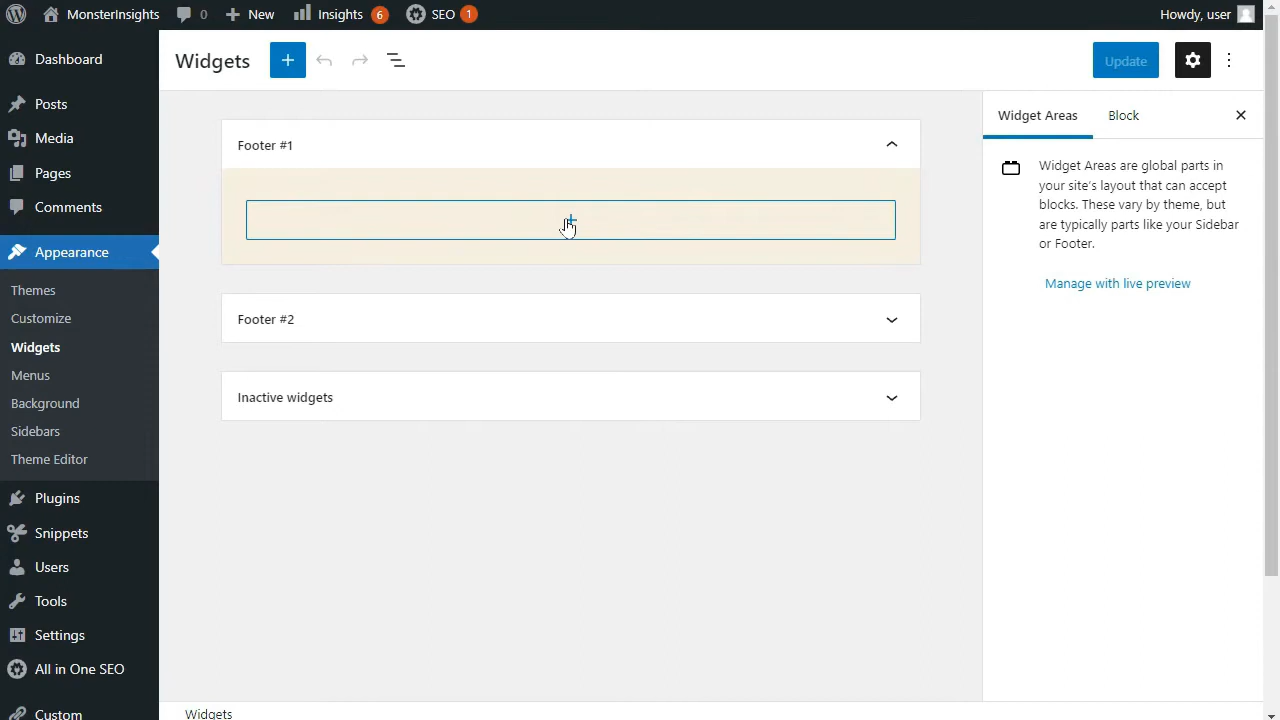 MonsterInsights
0
New
Insights
6
SEO
1
Howdy, user
Dashboard
Posts
Media
Pages
Comments
Appearance
Themes
Customize
Widgets
Menus
Background
Sidebars
Theme Editor
Plugins
Snippets
Users
Tools
Settings
All in One SEO
Custom
Widgets
Update
Footer #1
Footer #2
Inactive widgets
Widget Areas
Block
Widget Areas are global parts in
your site's layout that can accept
blocks. These vary by theme, but
are typically parts like your Sidebar
or Footer.
Manage with live preview
Widgets